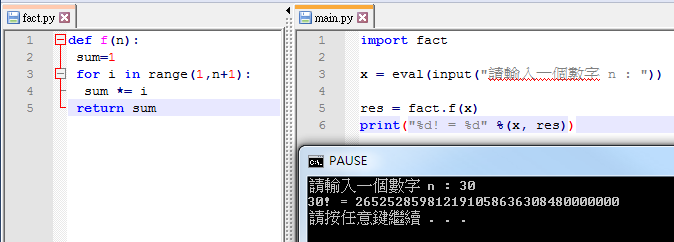 fact.py
1 def f(n):
2 sum=1
3 for i in range(1,n+1):
4 sum *= i
5 return sum
main.py
1 import fact
2
3 x = eval(input("請輸入一個數字 n : "))
4
5 res = fact.f(x)
6 print("%d! = %d" %(x, res))
C:\. PAUSE
請輸入一個數字 n : 30
30! = 265252859812191058636308480000000
請按任意鍵繼續 . . .